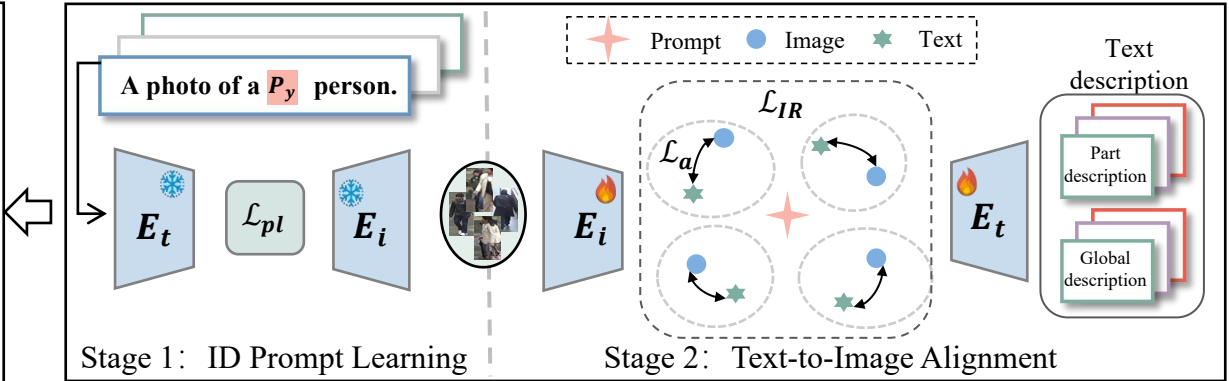 A photo of a P_y person.
E_t
ℒ_pl
E_i
Stage 1： ID Prompt Learning
Prompt Image Text
E_i
ℒ_IR
ℒ_a
E_t
Text
description
Part
description
Global
description
Stage 2： Text-to-Image Alignment